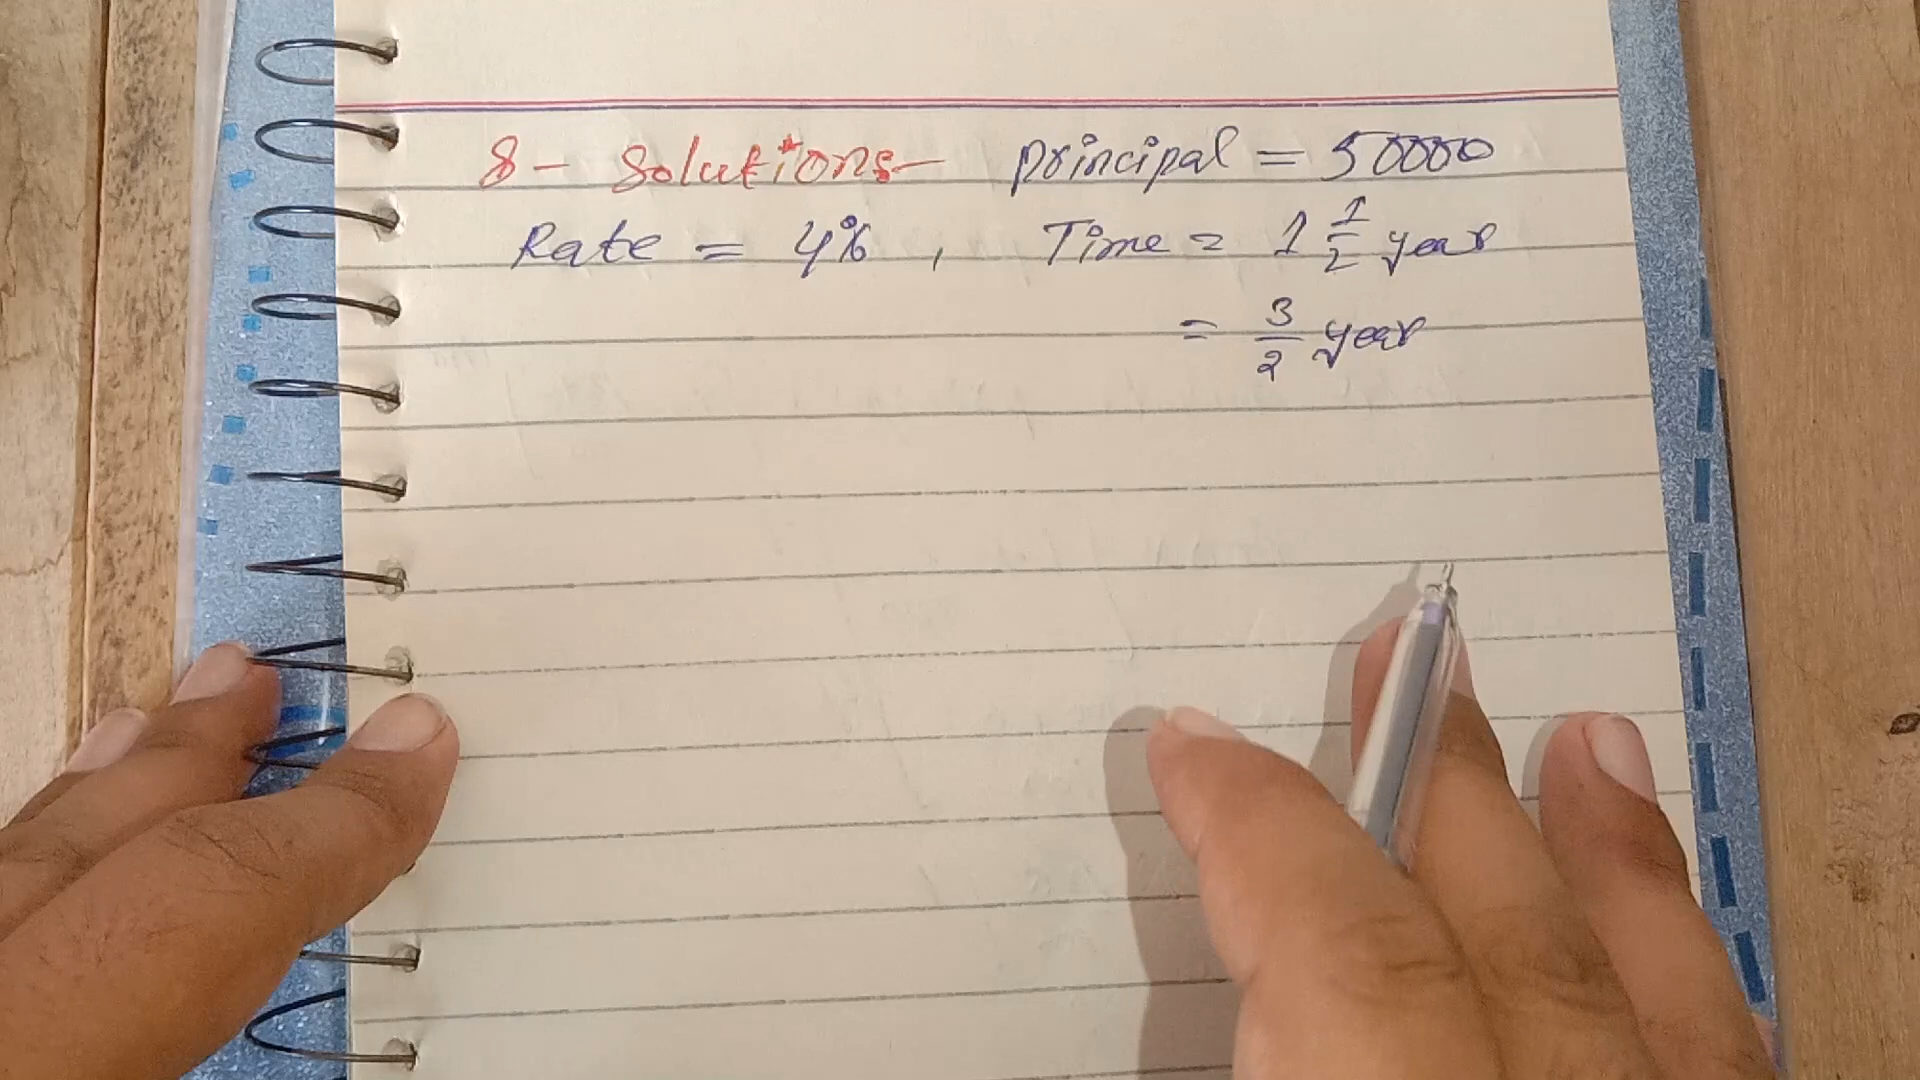 8 - Solutions - Principal = 50000
Rate = 4% , Time = 1 1/2 year
= 3/2 year